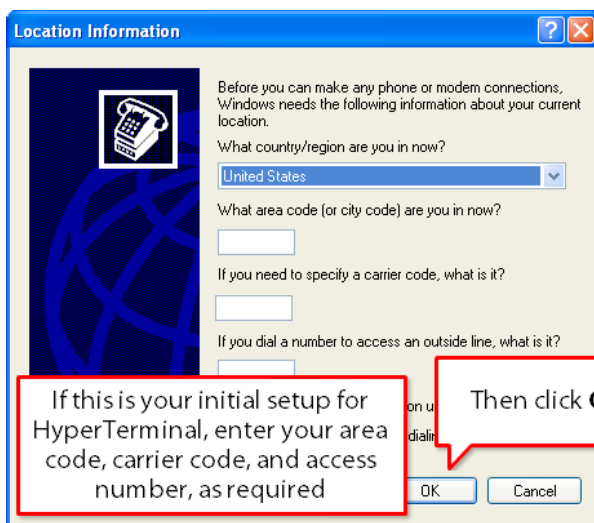 Location Information
Before you can make any phone or modem connections,
Windows needs the following information about your current
location.
What country/region are you in now?
United States
What area code (or city code) are you in now?
If you need to specify a carrier code, what is it?
If you dial a number to access an outside line, what is it?
If this is your initial setup for
HyperTerminal, enter your area
code, carrier code, and access
number, as required
on u
Then click
dialin
OK
Cancel